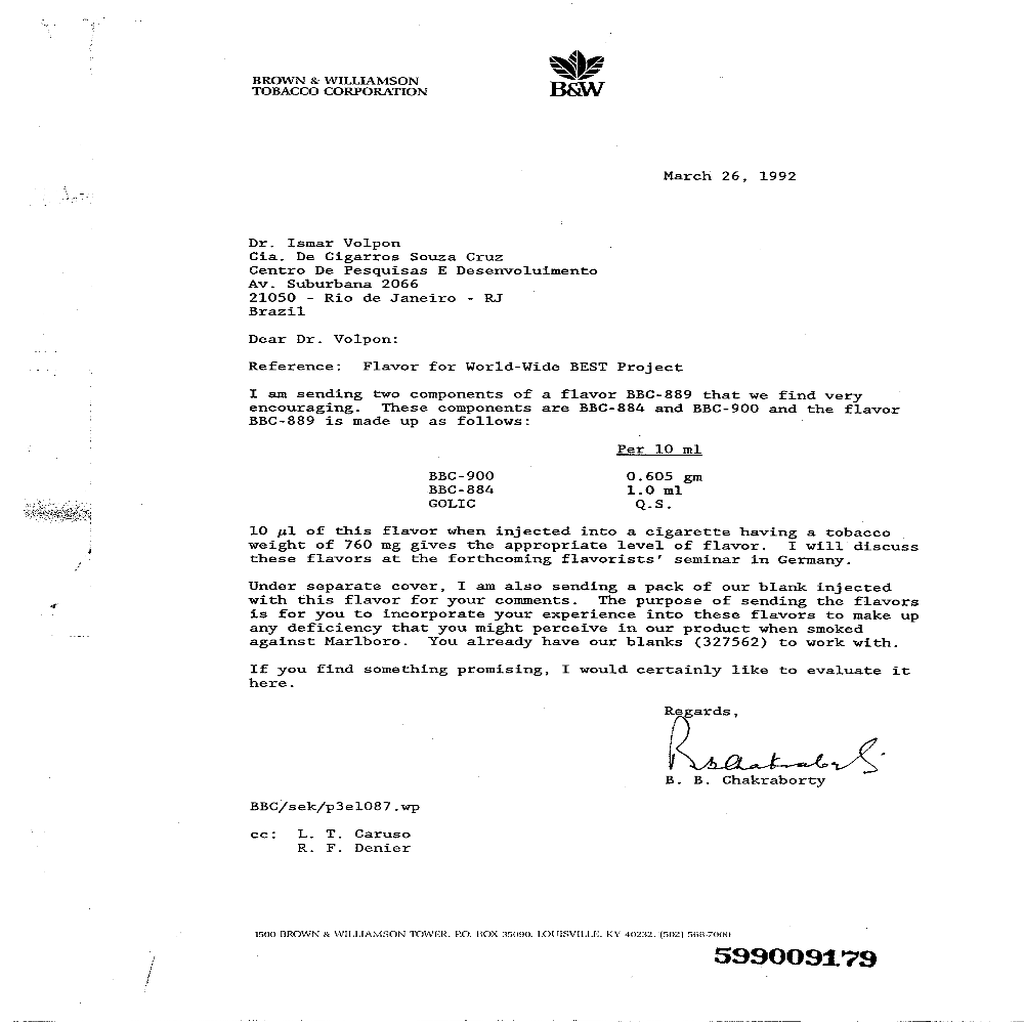 BROWN & WILLIAMSON
TOBACCO CORPORATION
B&W
March 26, 1992
Dr. Ismar Volpon
Cia. De Cigarros Souza Cruz
Centro De Pesquisas E Desenvoluimento
Av. Suburbana 2066
21050 - Rio de Janeiro - RJ
Brazil
Dear Dr. Volpon:
Reference: Flavor for World-Wide BEST Project
I am sending two components of a flavor BBC-889 that we find very
encouraging. These components are BBC-884 and BBC-900 and the flavor
BBC-889 is made up as follows:
Per 10 ml
BBC-900 0.605 gm
BBC-884 1.0 ml
GOLIC Q.S.
10 µl of this flavor when injected into a cigarette having a tobacco
weight of 760 mg gives the appropriate level of flavor. I will discuss
these flavors at the forthcoming flavorists' seminar in Germany.
Under separate cover, I am also sending a pack of our blank injected
with this flavor for your comments. The purpose of sending the flavors
is for you to incorporate your experience into these flavors to make up
any deficiency that you might perceive in our product when smoked
against Marlboro. You already have our blanks (327562) to work with.
If you find something promising, I would certainly like to evaluate it
here.
Regards,
B. B. Chakraborty
BBC/sek/p3e1087.wp
cc: L. T. Caruso
R. F. Denier
1500 BROWN & WILLIAMSON TOWER, P.O. BOX 35090, LOUISVILLE, KY 40232, (502) 568-7000
599009179